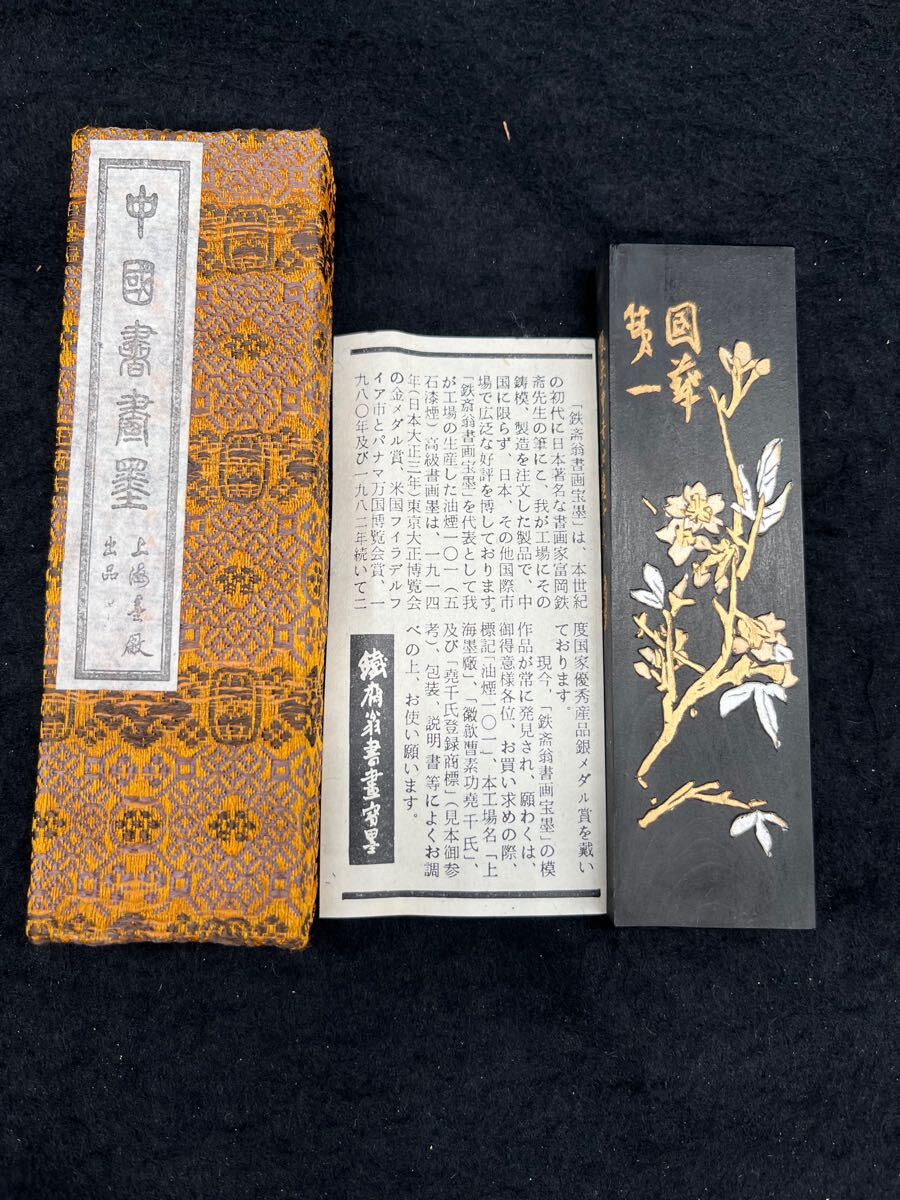 中國書畫墨
上海墨厰
出品
「鉄斎翁書画宝墨」は、本世紀
の初代に日本著名な書画家富岡鉄
斎先生の筆にと、我が工場にその
鋳模、製造を注文した製品で、中
国に限らず、日本、その他国際市
場で広泛な好評を博しております。
「鉄斎翁書画宝墨」を代表として我
が工場の生産した油煙一〇一（五
石漆煙）高級書画墨は、一九一四
年（日本大正三年）東京大正博覧会
の金メダル賞、米国フィラデルフ
イア市とパナマ万国博覧会賞、一
九八〇年及び一九八二年続いて二
度国家優秀産品銀メダル賞を戴い
ております。
現今、「鉄斎翁書画宝墨」の模
作品が常に発見され、願わくは、
御得意様各位、お買い求めの際、
標記「油煙一〇一」、本工場名「上
海墨廠」、「徽歙曹素功堯千氏」、
及び「堯千氏登録商標」（見本御参
考）、包装、説明書等によくお調
べの上、お使い願います。
鐵斎翁書畫寳墨
国華
第一